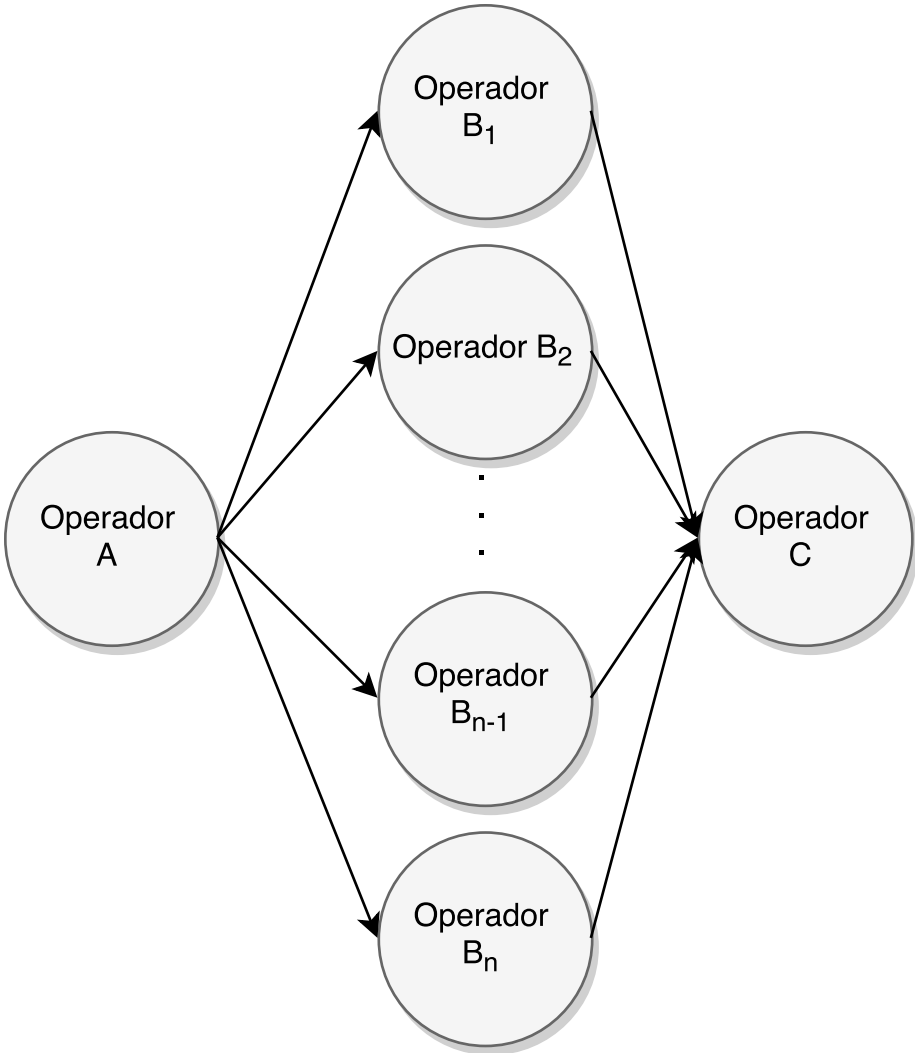 Operador
B₁
Operador B₂
.
.
.
Operador
A
Operador
C
Operador
Bₙ₋₁
Operador
Bₙ